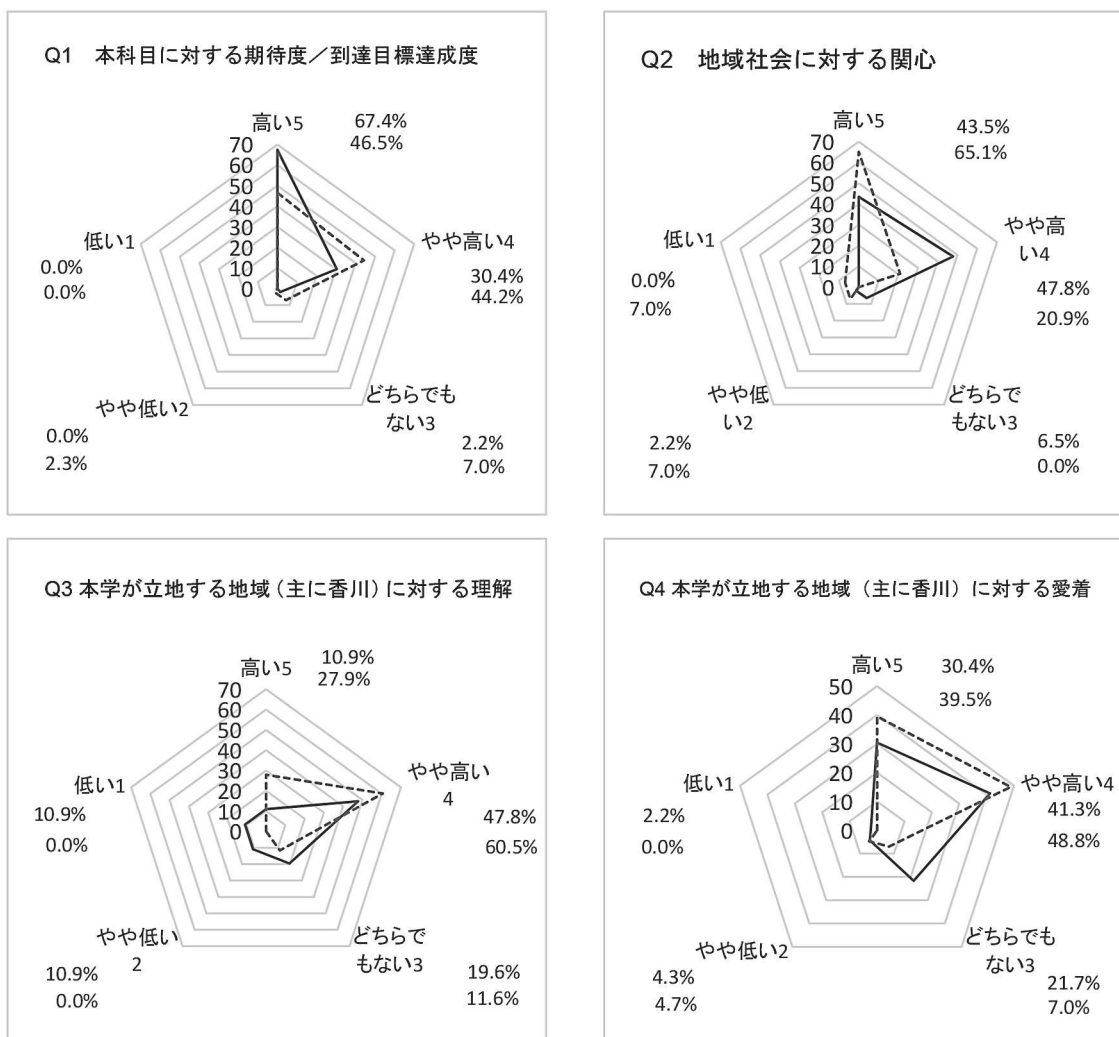 Q1 本科目に対する期待度／到達目標達成度
高い5
67.4%
46.5%
70
60
50
40
30
20
10
0
低い1
0.0%
0.0%
やや高い4
30.4%
44.2%
やや低い2
0.0%
2.3%
どちらでも
ない3
2.2%
7.0%
Q2 地域社会に対する関心
高い5
43.5%
65.1%
70
60
50
40
30
20
10
0
低い1
0.0%
7.0%
やや高
い4
47.8%
20.9%
やや低
い2
2.2%
7.0%
どちらで
もない3
6.5%
0.0%
Q3 本学が立地する地域（主に香川）に対する理解
高い5
10.9%
27.9%
70
60
50
40
30
20
10
0
低い1
10.9%
0.0%
やや高い
4
47.8%
60.5%
やや低い
2
10.9%
0.0%
どちらで
もない3
19.6%
11.6%
Q4 本学が立地する地域（主に香川）に対する愛着
高い5
30.4%
39.5%
50
40
30
20
10
0
低い1
2.2%
0.0%
やや高い4
41.3%
48.8%
やや低い2
4.3%
4.7%
どちらでも
ない3
21.7%
7.0%